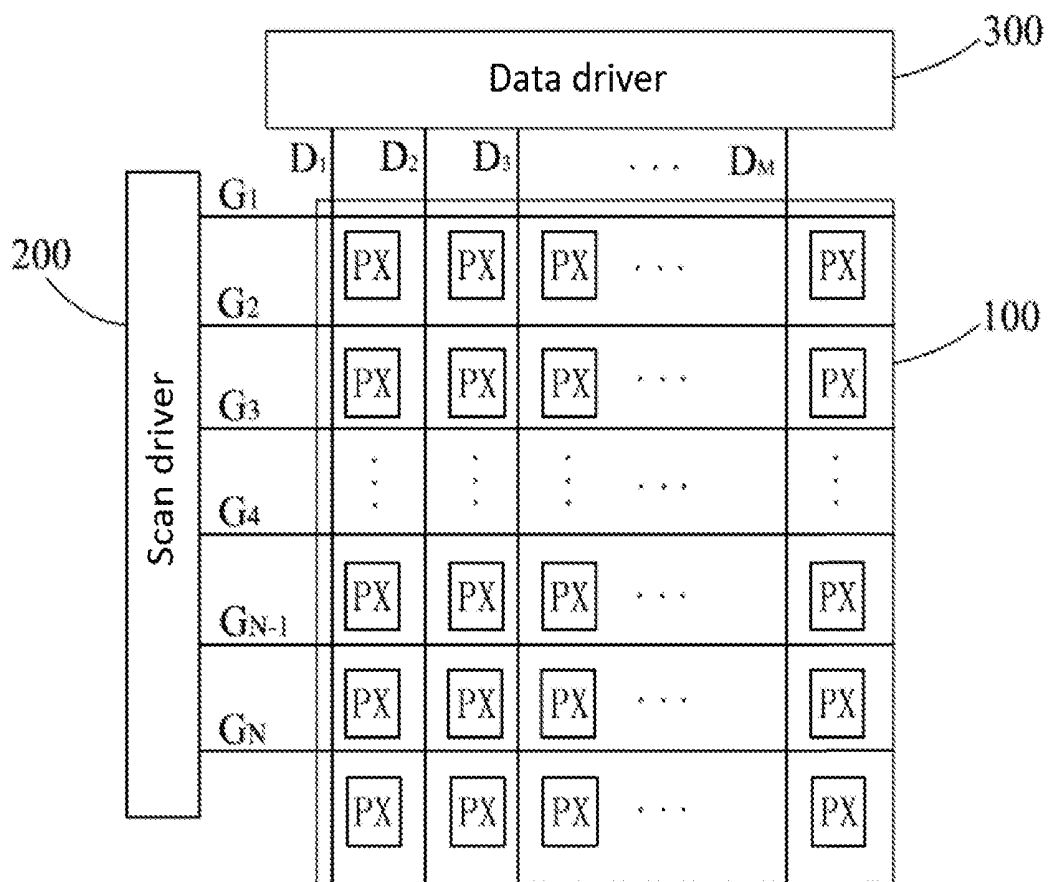 300
Data driver
D1 D2 D3 ... DM
G1
200
PX PX PX ... PX
G2
100
PX PX PX ... PX
G3
Scan driver
...
G4
PX PX PX ... PX
GN-1
PX PX PX ... PX
GN
PX PX PX ... PX